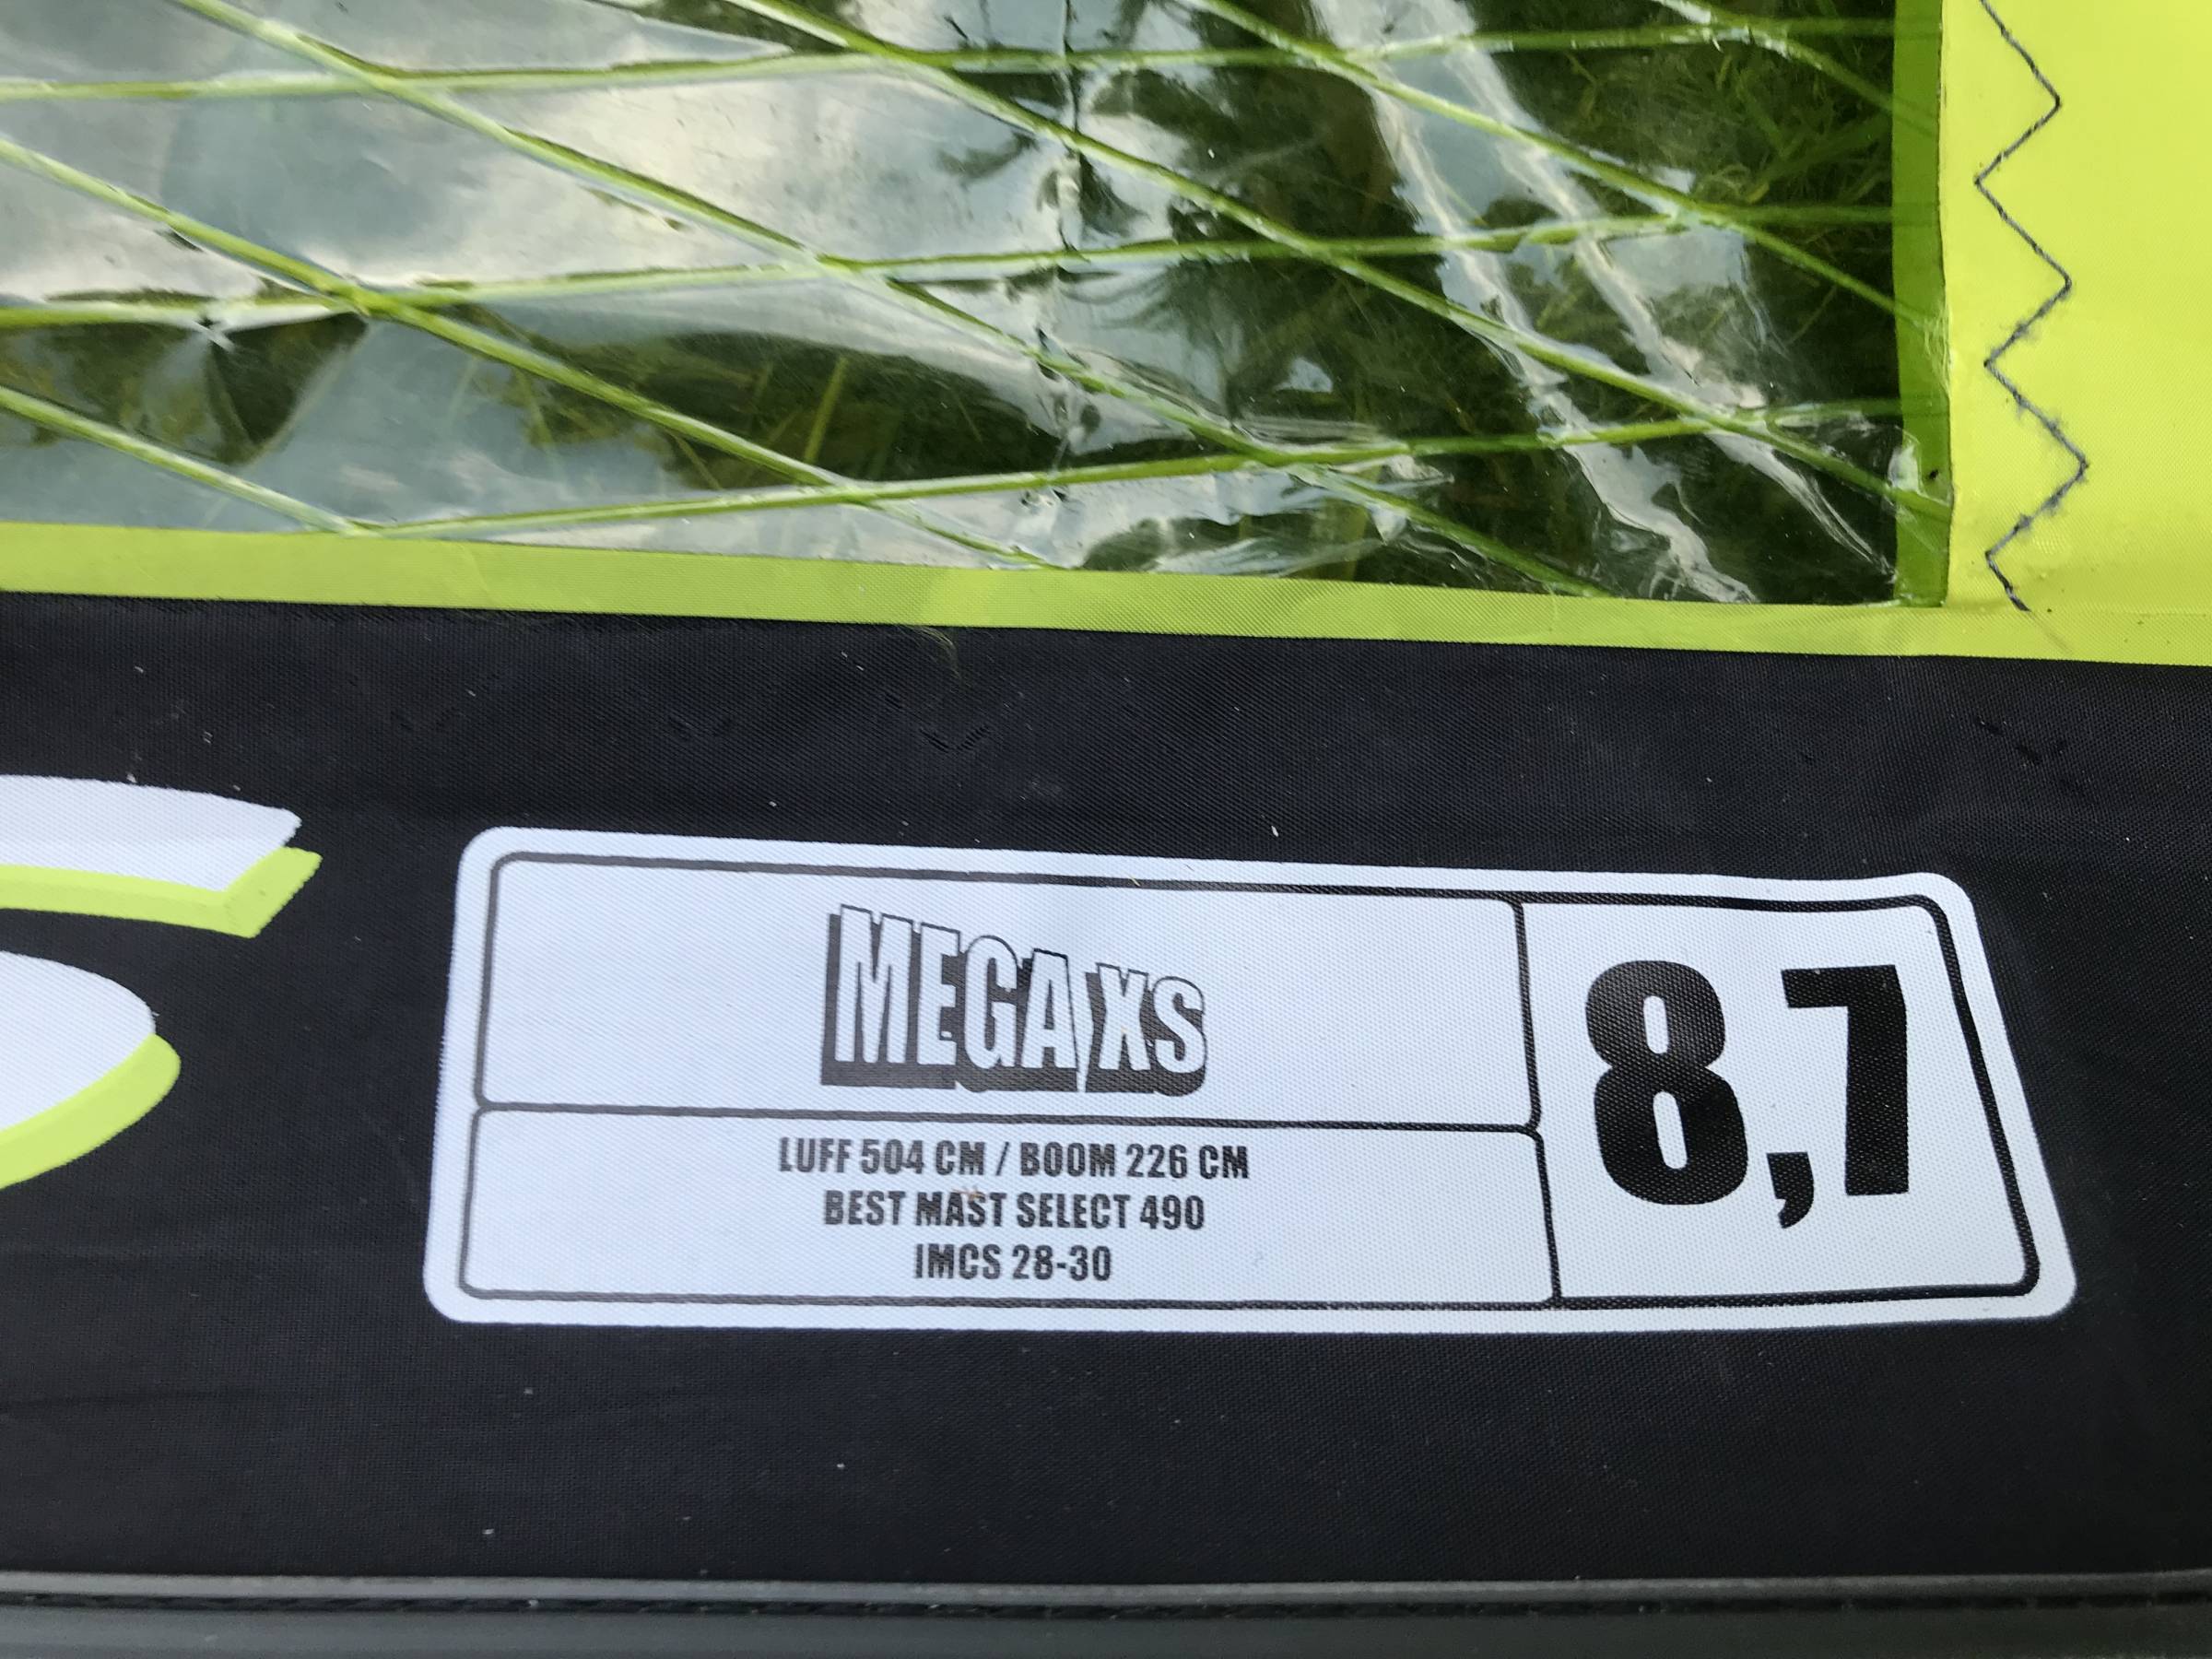 MEGA XS
8,7
LUFF 504 CM / BOOM 226 CM
BEST MAST SELECT 490
IMCS 28-30